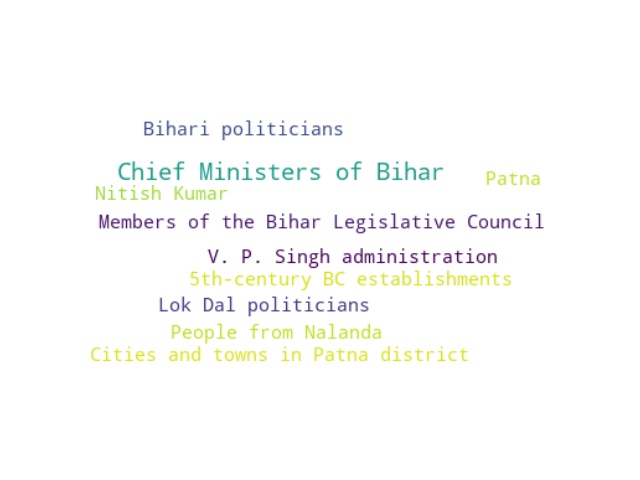 Bihari politicians
Chief Ministers of Bihar
Patna
Nitish Kumar
Members of the Bihar Legislative Council
V. P. Singh administration
5th-century BC establishments
Lok Dal politicians
People from Nalanda
Cities and towns in Patna district